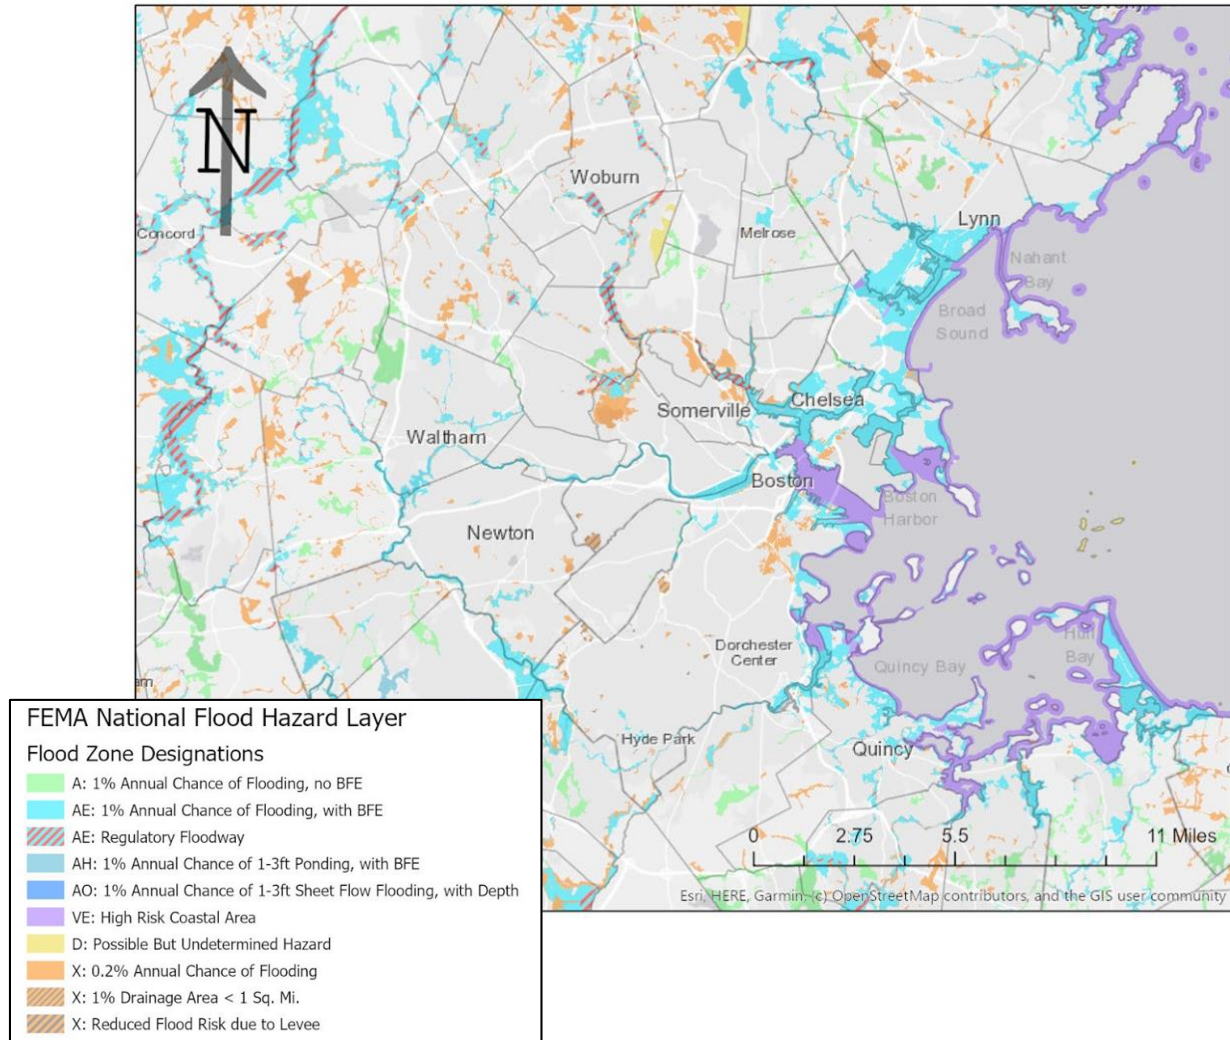 N
Woburn
Concord
Melrose
Lynn
Nahant
Bay
Broad
Sound
Somerville
Chelsea
Waltham
Boston
Boston
Harbor
Newton
Dorchester
Center
Quincy Bay
Hull
Bay
Hyde Park
Quincy
0 2.75 5.5 11 Miles
Esri, HERE, Garmin, (c) OpenStreetMap contributors, and the GIS user community
FEMA National Flood Hazard Layer
Flood Zone Designations
A: 1% Annual Chance of Flooding, no BFE
AE: 1% Annual Chance of Flooding, with BFE
AE: Regulatory Floodway
AH: 1% Annual Chance of 1-3ft Ponding, with BFE
AO: 1% Annual Chance of 1-3ft Sheet Flow Flooding, with Depth
VE: High Risk Coastal Area
D: Possible But Undetermined Hazard
X: 0.2% Annual Chance of Flooding
X: 1% Drainage Area < 1 Sq. Mi.
X: Reduced Flood Risk due to Levee